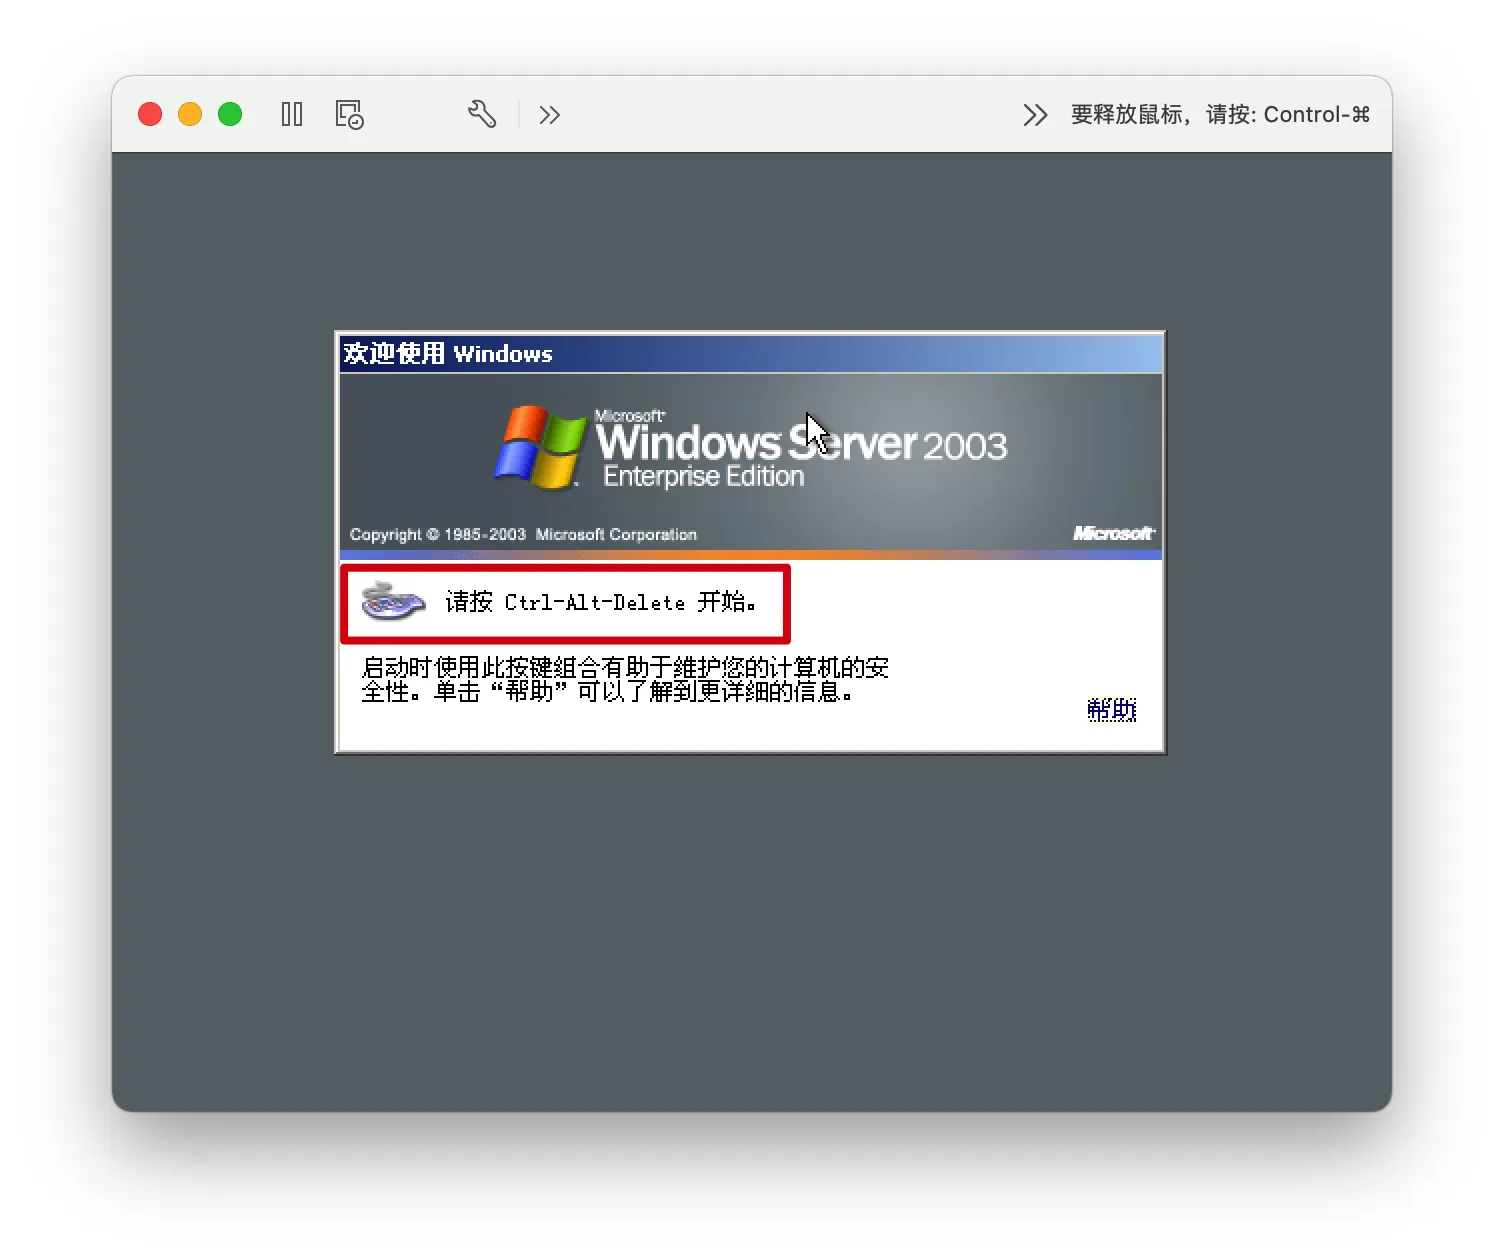 要释放鼠标，请按: Control-⌘
欢迎使用 Windows
Microsoft
Windows Server 2003
Enterprise Edition
Copyright © 1985-2003 Microsoft Corporation
Microsoft
请按 Ctrl-Alt-Delete 开始。
启动时使用此按键组合有助于维护您的计算机的安
全性。单击“帮助”可以了解到更详细的信息。
帮助